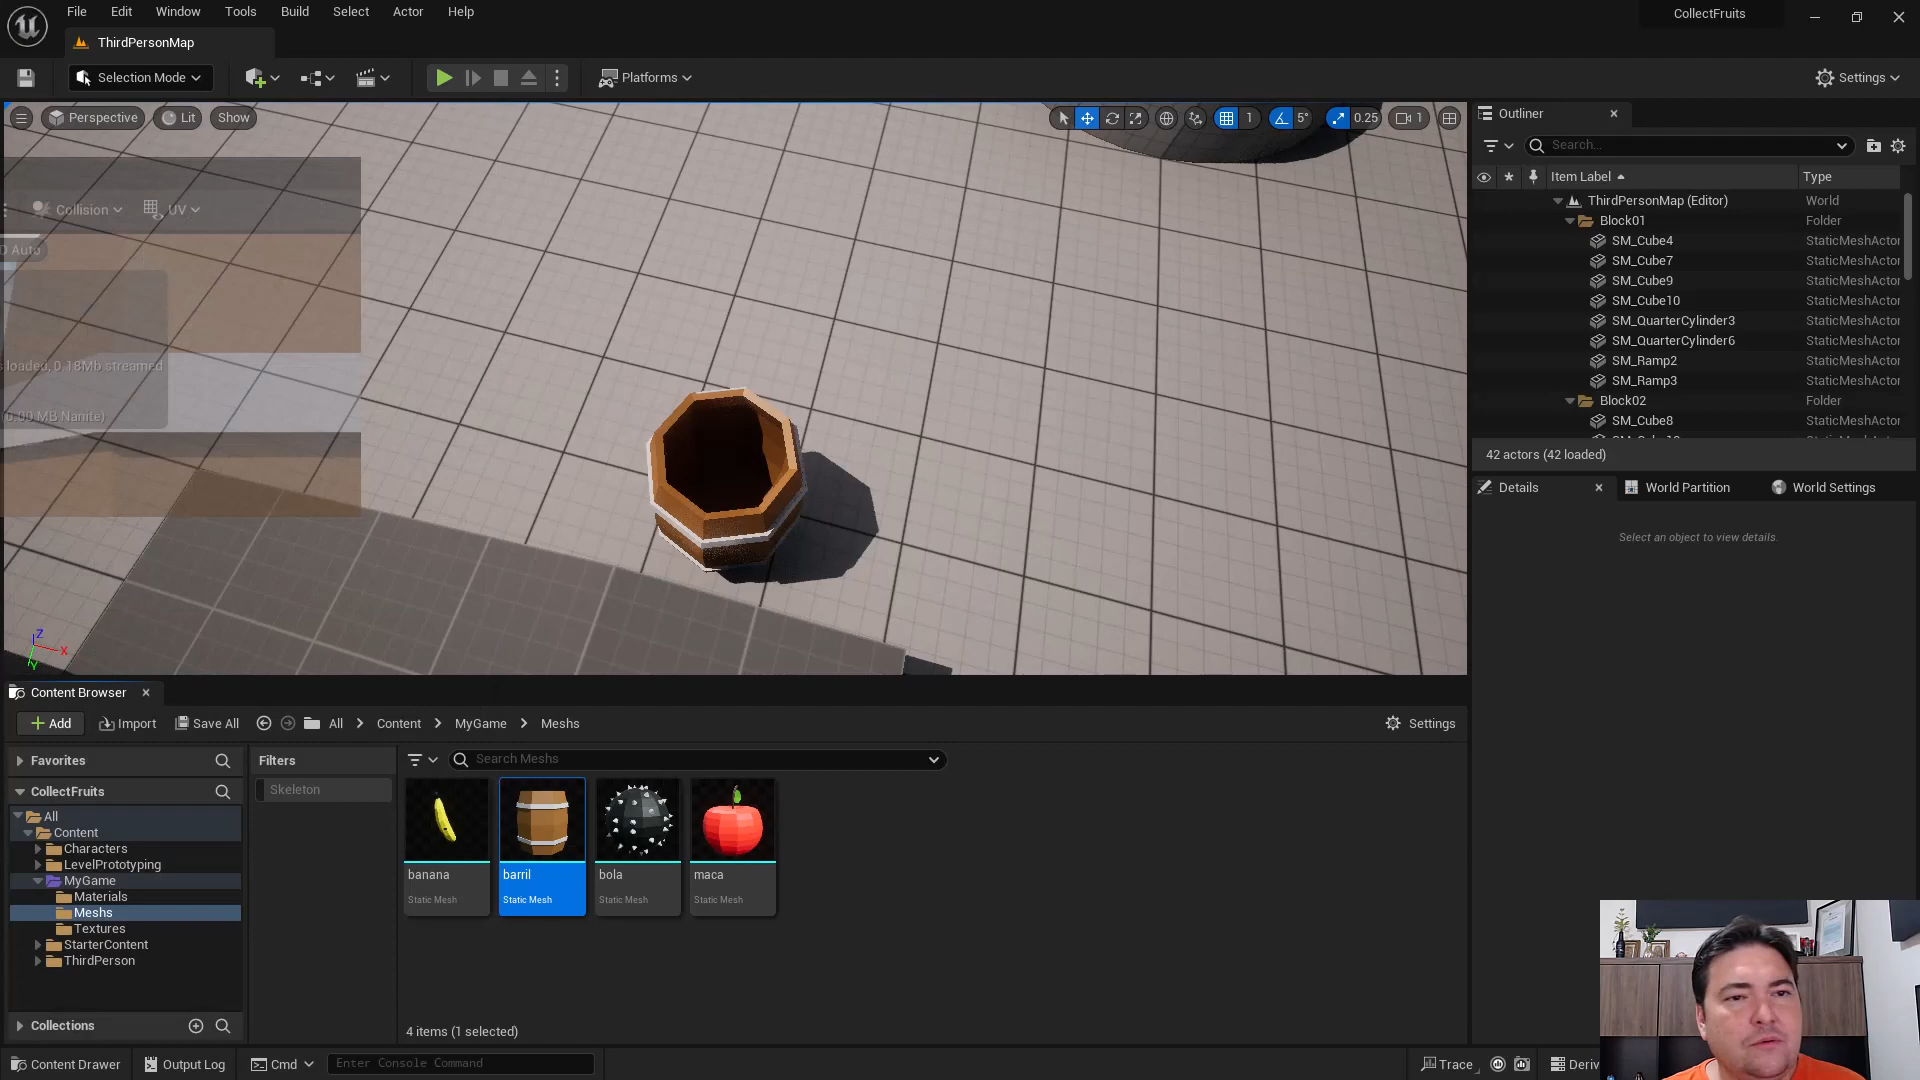 File Edit Window Tools Build Select Actor Help
CollectFruits
ThirdPersonMap
Selection Mode
Platforms
Settings
Perspective Lit Show
1 5° 0.25 1
Collision UV
D Auto
s loaded, 0.18Mb streamed
(0.00 MB Nanite)
Z
X
Y
Outliner
Search...
Item Label Type
ThirdPersonMap (Editor) World
Block01 Folder
SM_Cube4 StaticMeshActor
SM_Cube7 StaticMeshActor
SM_Cube9 StaticMeshActor
SM_Cube10 StaticMeshActor
SM_QuarterCylinder3 StaticMeshActor
SM_QuarterCylinder6 StaticMeshActor
SM_Ramp2 StaticMeshActor
SM_Ramp3 StaticMeshActor
Block02 Folder
SM_Cube8 StaticMeshActor
42 actors (42 loaded)
Details World Partition World Settings
Select an object to view details.
Content Browser
Add Import Save All All Content MyGame Meshs Settings
Favorites
Filters
Search Meshs
CollectFruits
Skeleton
All
Content
Characters
LevelPrototyping
MyGame
Materials
Meshs
Textures
StarterContent
ThirdPerson
banana barril bola maca
Static Mesh Static Mesh Static Mesh Static Mesh
Collections
4 items (1 selected)
Content Drawer Output Log Cmd Enter Console Command Trace Deriv